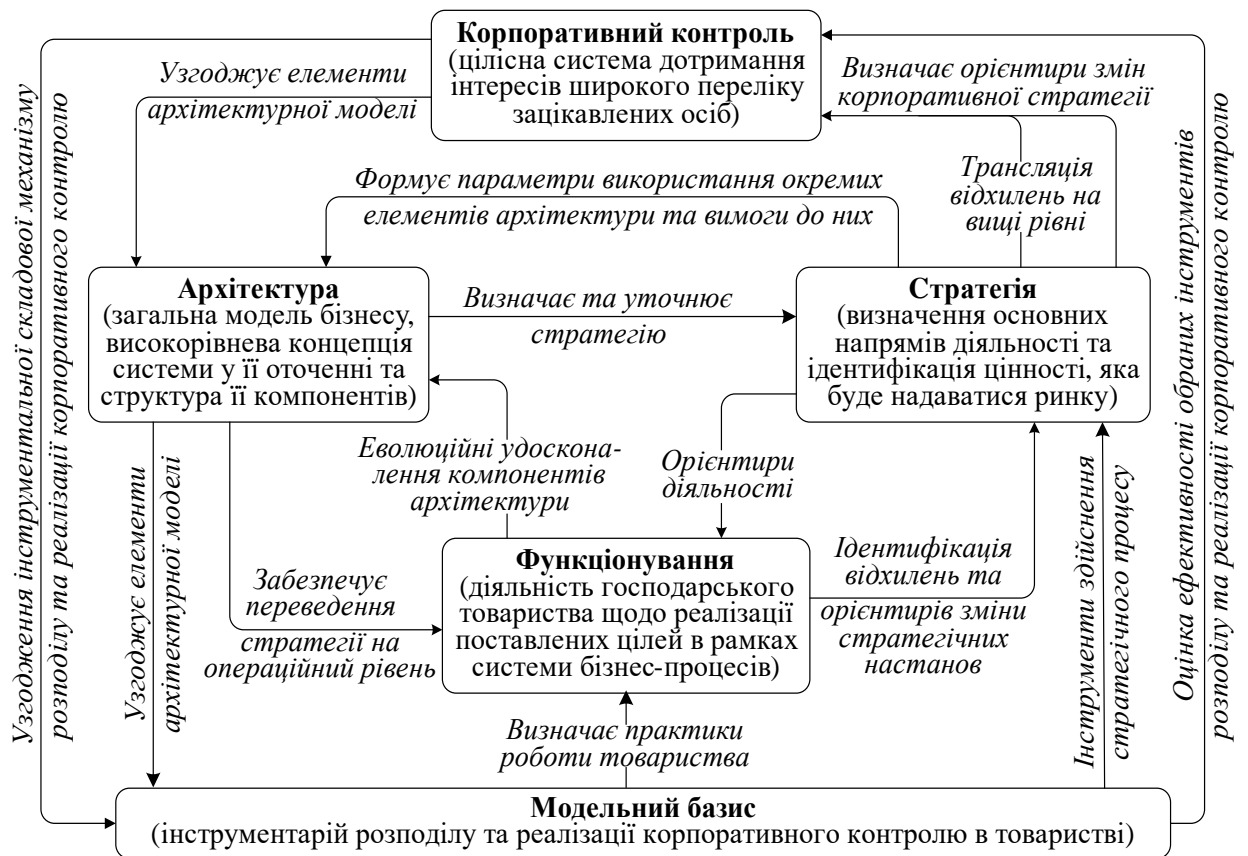 Корпоративний контроль
(цілісна система дотримання
інтересів широкого переліку
зацікавлених осіб)
Узгоджує елементи
архітектурної моделі
Визначає орієнтири змін
корпоративної стратегії
Трансляція
відхилень на
вищі рівні
Формує параметри використання окремих
елементів архітектури та вимоги до них
Узгодження інструментальної складової механізму
розподілу та реалізації корпоративного контролю
Оцінка ефективності обраних інструментів
розподілу та реалізації корпоративного контролю
Архітектура
(загальна модель бізнесу,
високорівнева концепція
системи у її оточенні та
структура її компонентів)
Визначає та уточнює
стратегію
Стратегія
(визначення основних
напрямів діяльності та
ідентифікація цінності, яка
буде надаватися ринку)
Еволюційні удоскона-
лення компонентів
архітектури
Орієнтири
діяльності
Узгоджує елементи
архітектурної моделі
Забезпечує
переведення
стратегії на
операційний рівень
Функціонування
(діяльність господарського
товариства щодо реалізації
поставлених цілей в рамках
системи бізнес-процесів)
Ідентифікація
відхилень та
орієнтирів зміни
стратегічних
настанов
Інструменти здійснення
стратегічного процесу
Визначає практики
роботи товариства
Модельний базис
(інструментарій розподілу та реалізації корпоративного контролю в товаристві)